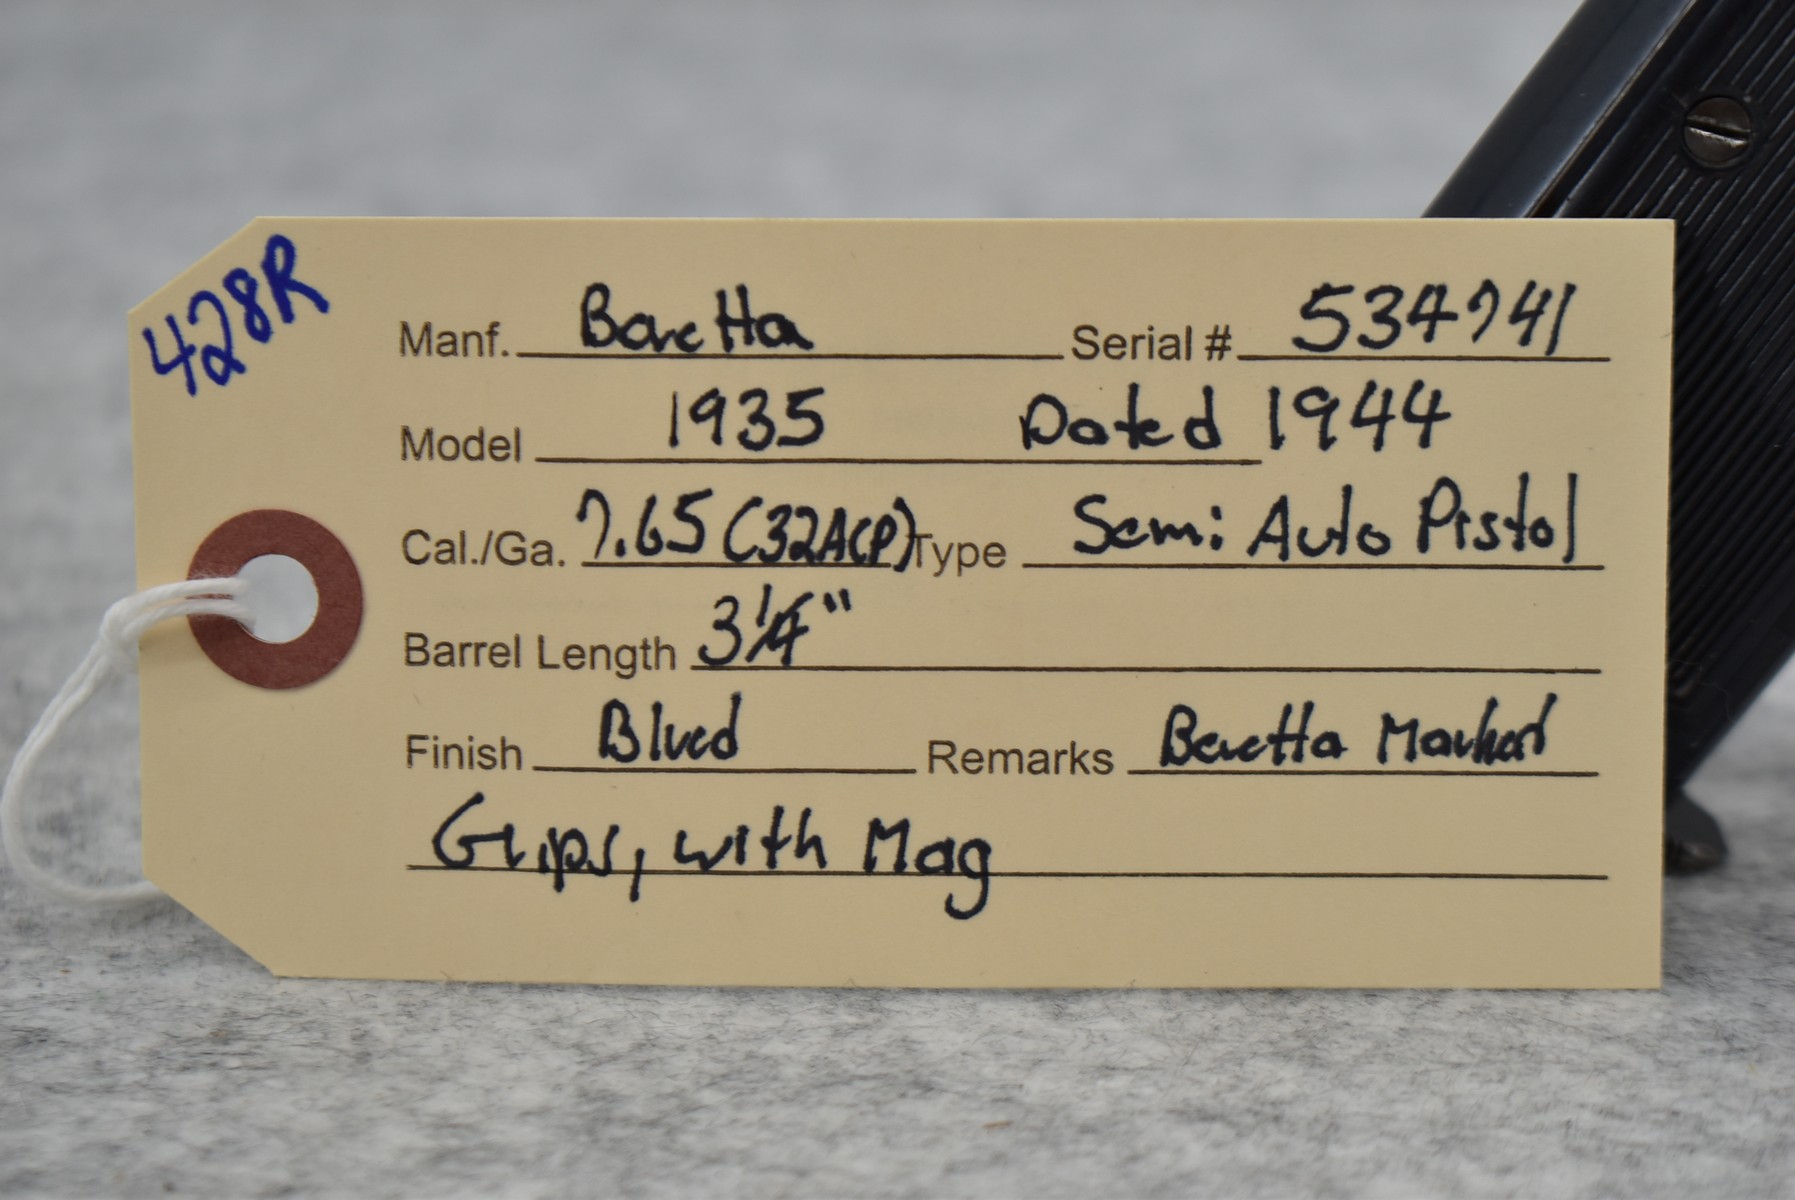 428R
Manf. Beretta Serial # 534741
Model 1935 Dated 1944
Cal./Ga. 7.65 (32ACP) Type Semi Auto Pistol
Barrel Length 3 1/4"
Finish Blued Remarks Beretta Marked
Grips, with Mag